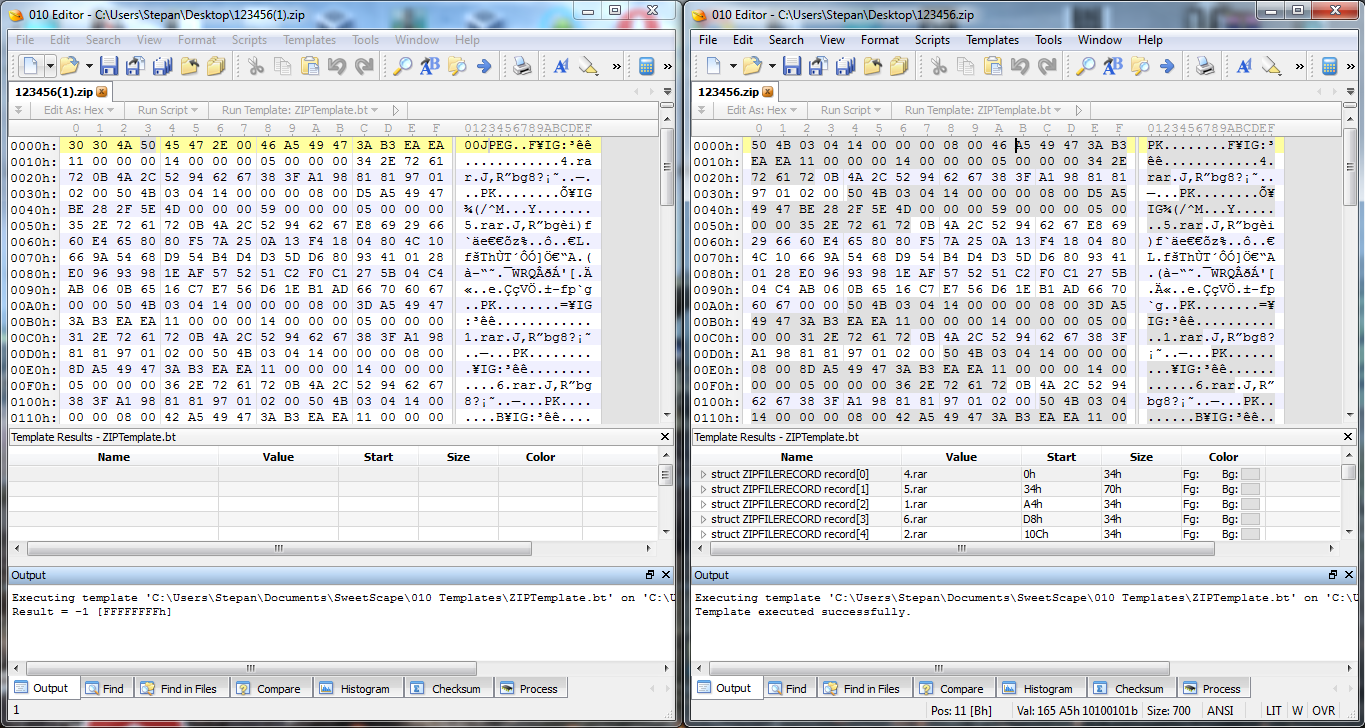 010 Editor - C:\Users\Stepan\Desktop\123456(1).zip
File Edit Search View Format Scripts Templates Tools Window Help
123456(1).zip
Edit As: Hex Run Script Run Template: ZIPTemplate.bt
0 1 2 3 4 5 6 7 8 9 A B C D E F 0123456789ABCDEF
0000h: 30 30 4A 50 45 47 2E 00 46 A5 49 47 3A B3 EA EA 00JPEG..F¥IG:³êê
0010h: 11 00 00 00 14 00 00 00 05 00 00 00 34 2E 72 61 ............4.ra
0020h: 72 0B 4A 2C 52 94 62 67 38 3F A1 98 81 81 97 01 r.J,R”bg8?¡˜..—.
0030h: 02 00 50 4B 03 04 14 00 00 00 08 00 D5 A5 49 47 ..PK........Õ¥IG
0040h: BE 28 2F 5E 4D 00 00 00 59 00 00 00 05 00 00 00 ¾(/^M...Y.......
0050h: 35 2E 72 61 72 0B 4A 2C 52 94 62 67 E8 69 29 66 5.rar.J,R”bgèi)f
0060h: 60 E4 65 80 80 F5 7A 25 0A 13 F4 18 04 80 4C 10 `äe€€õz%..ô..€L.
0070h: 66 9A 54 68 D9 54 B4 D4 D3 5D D6 80 93 41 01 28 fšThÙT´ÔÓ]Ö€“A.(
0080h: E0 96 93 98 1E AF 57 52 51 C2 F0 C1 27 5B 04 C4 à–“˜.¯WRQÂðÁ'[.Ä
0090h: AB 06 0B 65 16 C7 E7 56 D6 1E B1 AD 66 70 60 67 «..e.ÇçVÖ.±-fp`g
00A0h: 00 00 50 4B 03 04 14 00 00 00 08 00 3D A5 49 47 ..PK........=¥IG
00B0h: 3A B3 EA EA 11 00 00 00 14 00 00 00 05 00 00 00 :³êê............
00C0h: 31 2E 72 61 72 0B 4A 2C 52 94 62 67 38 3F A1 98 1.rar.J,R”bg8?¡˜
00D0h: 81 81 97 01 02 00 50 4B 03 04 14 00 00 00 08 00 ..—...PK........
00E0h: 8D A5 49 47 3A B3 EA EA 11 00 00 00 14 00 00 00 .¥IG:³êê........
00F0h: 05 00 00 00 36 2E 72 61 72 0B 4A 2C 52 94 62 67 ....6.rar.J,R”bg
0100h: 38 3F A1 98 81 81 97 01 02 00 50 4B 03 04 14 00 8?¡˜..—...PK....
0110h: 00 00 08 00 42 A5 49 47 3A B3 EA EA 11 00 00 00 ....B¥IG:³êê....
Template Results - ZIPTemplate.bt
Name Value Start Size Color
Output
Executing template 'C:\Users\Stepan\Documents\SweetScape\010 Templates\ZIPTemplate.bt' on 'C:\U
Result = -1 [FFFFFFFFh]
Output Find Find in Files Compare Histogram Checksum Process
1
010 Editor - C:\Users\Stepan\Desktop\123456.zip
File Edit Search View Format Scripts Templates Tools Window Help
123456.zip
Edit As: Hex Run Script Run Template: ZIPTemplate.bt
0 1 2 3 4 5 6 7 8 9 A B C D E F 0123456789ABCDEF
0000h: 50 4B 03 04 14 00 00 00 08 00 46 A5 49 47 3A B3 PK........F¥IG:³
0010h: EA EA 11 00 00 00 14 00 00 00 05 00 00 00 34 2E êê............4.
0020h: 72 61 72 0B 4A 2C 52 94 62 67 38 3F A1 98 81 81 rar.J,R”bg8?¡˜..
0030h: 97 01 02 00 50 4B 03 04 14 00 00 00 08 00 D5 A5 —...PK........Õ¥
0040h: 49 47 BE 28 2F 5E 4D 00 00 00 59 00 00 00 05 00 IG¾(/^M...Y.....
0050h: 00 00 35 2E 72 61 72 0B 4A 2C 52 94 62 67 E8 69 ..5.rar.J,R”bgèi
0060h: 29 66 60 E4 65 80 80 F5 7A 25 0A 13 F4 18 04 80 )f`äe€€õz%..ô..€
0070h: 4C 10 66 9A 54 68 D9 54 B4 D4 D3 5D D6 80 93 41 L.fšThÙT´ÔÓ]Ö€“A
0080h: 01 28 E0 96 93 98 1E AF 57 52 51 C2 F0 C1 27 5B .(à–“˜.¯WRQÂðÁ'[
0090h: 04 C4 AB 06 0B 65 16 C7 E7 56 D6 1E B1 AD 66 70 .Ä«..e.ÇçVÖ.±-fp
00A0h: 60 67 00 00 50 4B 03 04 14 00 00 00 08 00 3D A5 `g..PK........=¥
00B0h: 49 47 3A B3 EA EA 11 00 00 00 14 00 00 00 05 00 IG:³êê..........
00C0h: 00 00 31 2E 72 61 72 0B 4A 2C 52 94 62 67 38 3F ..1.rar.J,R”bg8?
00D0h: A1 98 81 81 97 01 02 00 50 4B 03 04 14 00 00 00 ¡˜..—...PK......
00E0h: 08 00 8D A5 49 47 3A B3 EA EA 11 00 00 00 14 00 ...¥IG:³êê......
00F0h: 00 00 05 00 00 00 36 2E 72 61 72 0B 4A 2C 52 94 ......6.rar.J,R”
0100h: 62 67 38 3F A1 98 81 81 97 01 02 00 50 4B 03 04 bg8?¡˜..—...PK..
0110h: 14 00 00 00 08 00 42 A5 49 47 3A B3 EA EA 11 00 ......B¥IG:³êê..
Template Results - ZIPTemplate.bt
Name Value Start Size Color
struct ZIPFILERECORD record[0] 4.rar 0h 34h Fg: Bg:
struct ZIPFILERECORD record[1] 5.rar 34h 70h Fg: Bg:
struct ZIPFILERECORD record[2] 1.rar A4h 34h Fg: Bg:
struct ZIPFILERECORD record[3] 6.rar D8h 34h Fg: Bg:
struct ZIPFILERECORD record[4] 2.rar 10Ch 34h Fg: Bg:
Output
Executing template 'C:\Users\Stepan\Documents\SweetScape\010 Templates\ZIPTemplate.bt' on 'C:\U
Template executed successfully.
Output Find Find in Files Compare Histogram Checksum Process
Pos: 11 [Bh] Val: 165 A5h 10100101b Size: 700 ANSI LIT W OVR